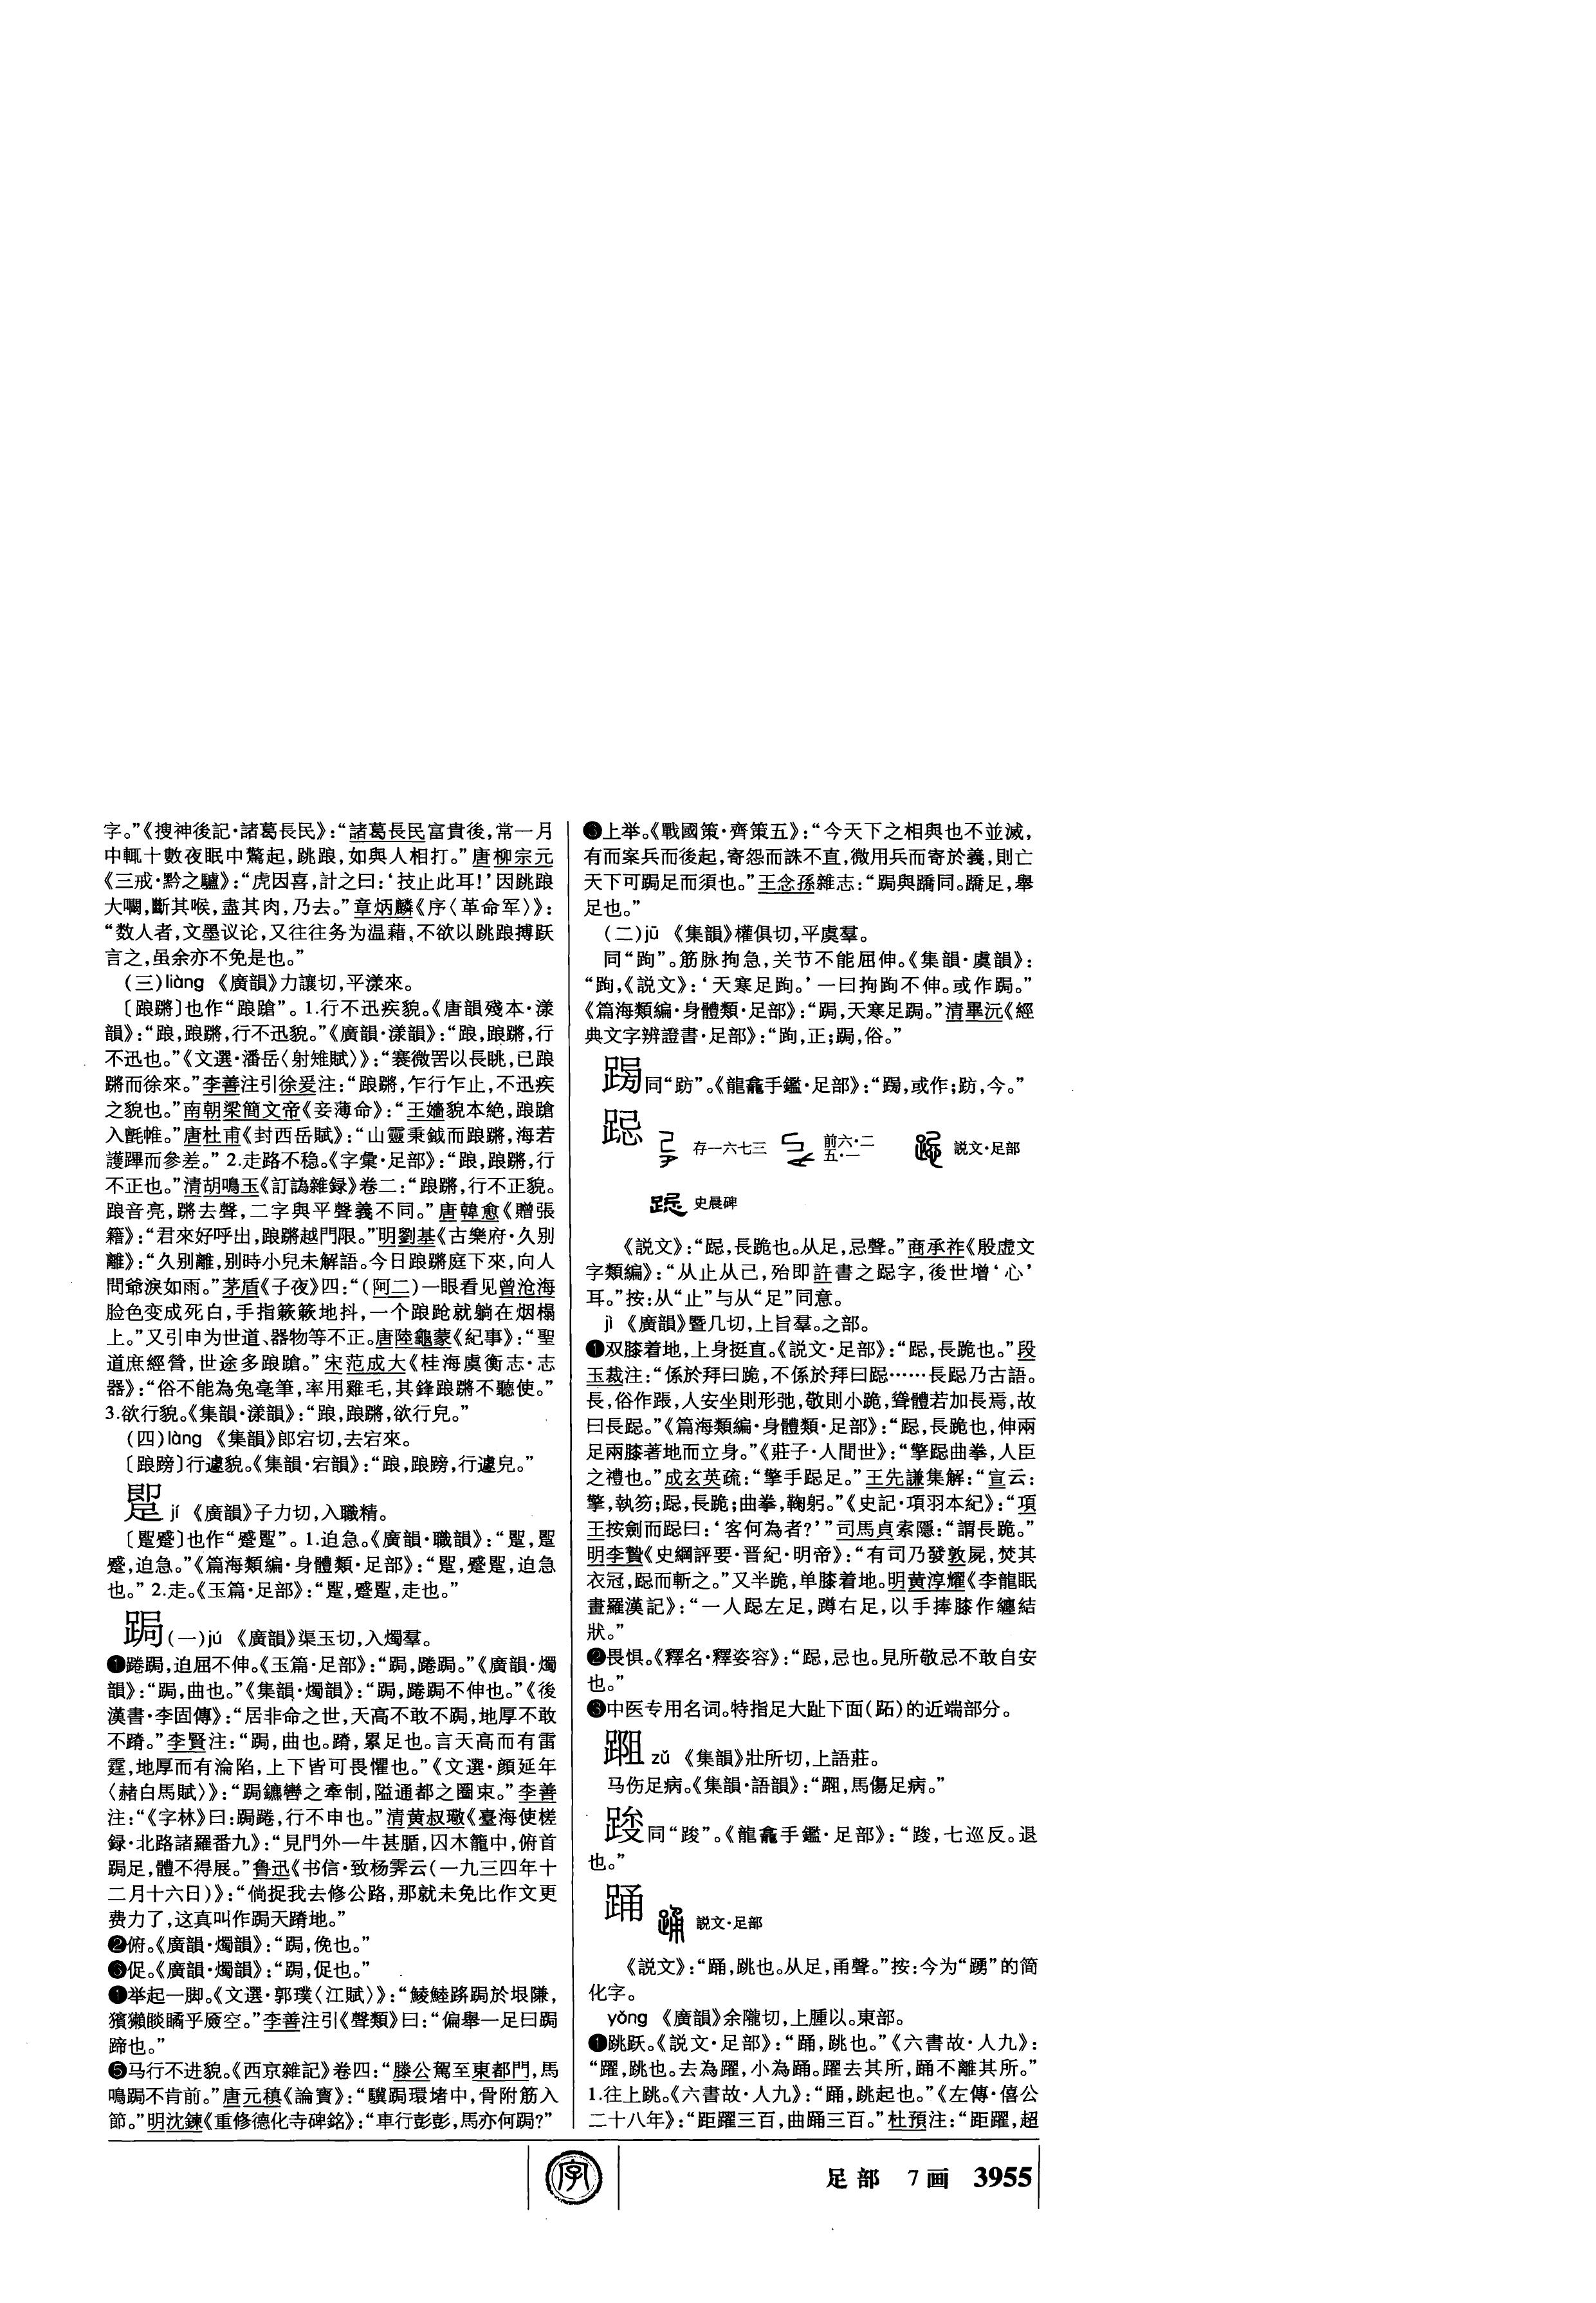 字。”《搜神後記·諸葛長民》：“諸葛長民富貴後，常一月
中輒十數夜眠中驚起，跳踉，如與人相打。”唐柳宗元
《三戒·黔之驢》：“虎因喜，計之曰：‘技止此耳！’因跳踉
大㘚，斷其喉，盡其肉，乃去。”章炳麟《序〈革命军〉》：
“数人者，文墨议论，又往往务为温藉，不欲以跳踉搏跃
言之，虽余亦不免是也。”
（三）liàng　《廣韻》力讓切，平漾來。
〔踉蹡〕也作“踉蹌”。1.行不迅疾貌。《唐韻殘本·漾
韻》：“踉，踉蹡，行不迅貌。”《廣韻·漾韻》：“踉，踉蹡，行
不迅也。”《文選·潘岳〈射雉賦〉》：“褰微罟以長眺，已踉
蹡而徐來。”李善注引徐爰注：“踉蹡，乍行乍止，不迅疾
之貌也。”南朝梁簡文帝《妾薄命》：“王嬙貌本絶，踉蹌
入氈帷。”唐杜甫《封西岳賦》：“山靈秉鉞而踉蹡，海若
護蹕而參差。”2.走路不稳。《字彙·足部》：“踉，踉蹡，行
不正也。”清胡鳴玉《訂譌雜録》卷二：“踉蹡，行不正貌。
踉音亮，蹡去聲，二字與平聲義不同。”唐韓愈《贈張
籍》：“君來好呼出，踉蹡越門限。”明劉基《古樂府·久别
離》：“久别離，别時小兒未解語。今日踉蹡庭下來，向人
問爺淚如雨。”茅盾《子夜》四：“（阿二）一眼看见曾沧海
脸色变成死白，手指簌簌地抖，一个踉跄就躺在烟榻
上。”又引申为世道、器物等不正。唐陸龜蒙《紀事》：“聖
道庶經營，世途多踉蹌。”宋范成大《桂海虞衡志·志
器》：“俗不能為兔毫筆，率用雞毛，其鋒踉蹡不聽使。”
3.欲行貌。《集韻·漾韻》：“踉，踉蹡，欲行皃。”
（四）làng　《集韻》郎宕切，去宕來。
〔踉䠙〕行遽貌。《集韻·宕韻》：“踉，踉䠙，行遽皃。”
踂 jí　《廣韻》子力切，入職精。
〔𨂢蹙〕也作“蹙𨂢”。1.迫急。《廣韻·職韻》：“𨂢，𨂢
蹙，迫急。”《篇海類編·身體類·足部》：“𨂢，蹙𨂢，迫急
也。”2.走。《玉篇·足部》：“𨂢，蹙𨂢，走也。”
跼（一）jú　《廣韻》渠玉切，入燭羣。
❶踡跼，迫屈不伸。《玉篇·足部》：“跼，踡跼。”《廣韻·燭
韻》：“跼，曲也。”《集韻·燭韻》：“跼，踡跼不伸也。”《後
漢書·李固傳》：“居非命之世，天高不敢不跼，地厚不敢
不蹐。”李賢注：“跼，曲也。蹐，累足也。言天高而有雷
霆，地厚而有淪陷，上下皆可畏懼也。”《文選·顔延年
〈赭白馬賦〉》：“跼鑣轡之牽制，隘通都之圈束。”李善
注：“《字林》曰：跼踡，行不申也。”清黄叔璥《臺海使槎
録·北路諸羅番九》：“見門外一牛甚腯，囚木籠中，俯首
跼足，體不得展。”鲁迅《书信·致杨霁云（一九三四年十
二月十六日）》：“倘捉我去修公路，那就未免比作文更
费力了，这真叫作跼天蹐地。”
❷俯。《廣韻·燭韻》：“跼，俛也。”
❸促。《廣韻·燭韻》：“跼，促也。”
❶举起一脚。《文選·郭璞〈江賦〉》：“鯪鯥踛跼於垠隒，
獱獺睒瞲乎厱空。”李善注引《聲類》曰：“偏舉一足曰跼
蹄也。”
❺马行不进貌。《西京雜記》卷四：“滕公駕至東都門，馬
鳴跼不肯前。”唐元稹《論寶》：“驥跼環堵中，骨附筋入
節。”明沈鍊《重修德化寺碑銘》：“車行彭彭，馬亦何跼？”
❻上举。《戰國策·齊策五》：“今天下之相與也不並滅，
有而案兵而後起，寄怨而誅不直，微用兵而寄於義，則亡
天下可跼足而須也。”王念孫雜志：“跼與蹻同。蹻足，舉
足也。”
（二）jū　《集韻》權俱切，平虞羣。
同“跔”。筋脉拘急，关节不能屈伸。《集韻·虞韻》：
“跔，《説文》：‘天寒足跔。’一曰拘跔不伸。或作跼。”
《篇海類編·身體類·足部》：“跼，天寒足跼。”清畢沅《經
典文字辨證書·足部》：“跔，正；跼，俗。”
同“趽”。《龍龕手鑑·足部》：“，或作；趽，今。”
跽 存一六七三 前六·二五·一 説文·足部
史晨碑
《説文》：“跽，長跪也。从足，忌聲。”商承祚《殷虚文
字類編》：“从止从己，殆即許書之跽字，後世增‘心’
耳。”按：从“止”与从“足”同意。
jì　《廣韻》暨几切，上旨羣。之部。
❶双膝着地，上身挺直。《説文·足部》：“跽，長跪也。”段
玉裁注：“係於拜曰跪，不係於拜曰跽……長跽乃古語。
長，俗作䠆，人安坐則形弛，敬則小跪，聳體若加長焉，故
曰長跽。”《篇海類編·身體類·足部》：“跽，長跪也，伸兩
足兩膝著地而立身。”《莊子·人間世》：“擎跽曲拳，人臣
之禮也。”成玄英疏：“擎手跽足。”王先謙集解：“宣云：
擎，執笏；跽，長跪；曲拳，鞠躬。”《史記·項羽本紀》：“項
王按劍而跽曰：‘客何為者？’”司馬貞索隱：“謂長跪。”
明李贄《史綱評要·晋紀·明帝》：“有司乃發敦屍，焚其
衣冠，跽而斬之。”又半跪，单膝着地。明黄淳耀《李龍眠
畫羅漢記》：“一人跽左足，蹲右足，以手捧膝作纏結
狀。”
❷畏惧。《釋名·釋姿容》：“跽，忌也。見所敬忌不敢自安
也。”
❸中医专用名词。特指足大趾下面（跖）的近端部分。
zǔ　《集韻》壯所切，上語莊。
马伤足病。《集韻·語韻》：“，馬傷足病。”
同“踆”。《龍龕手鑑·足部》：“踆，七巡反。退
也。”
踊 説文·足部
《説文》：“踊，跳也。从足，甬聲。”按：今为“踴”的简
化字。
yǒng　《廣韻》余隴切，上腫以。東部。
❶跳跃。《説文·足部》：“踊，跳也。”《六書故·人九》：
“躍，跳也。去為躍，小為踊。躍去其所，踊不離其所。”
1.往上跳。《六書故·人九》：“踊，跳起也。”《左傳·僖公
二十八年》：“距躍三百，曲踊三百。”杜預注：“距躍，超
字
足部　7画　3955